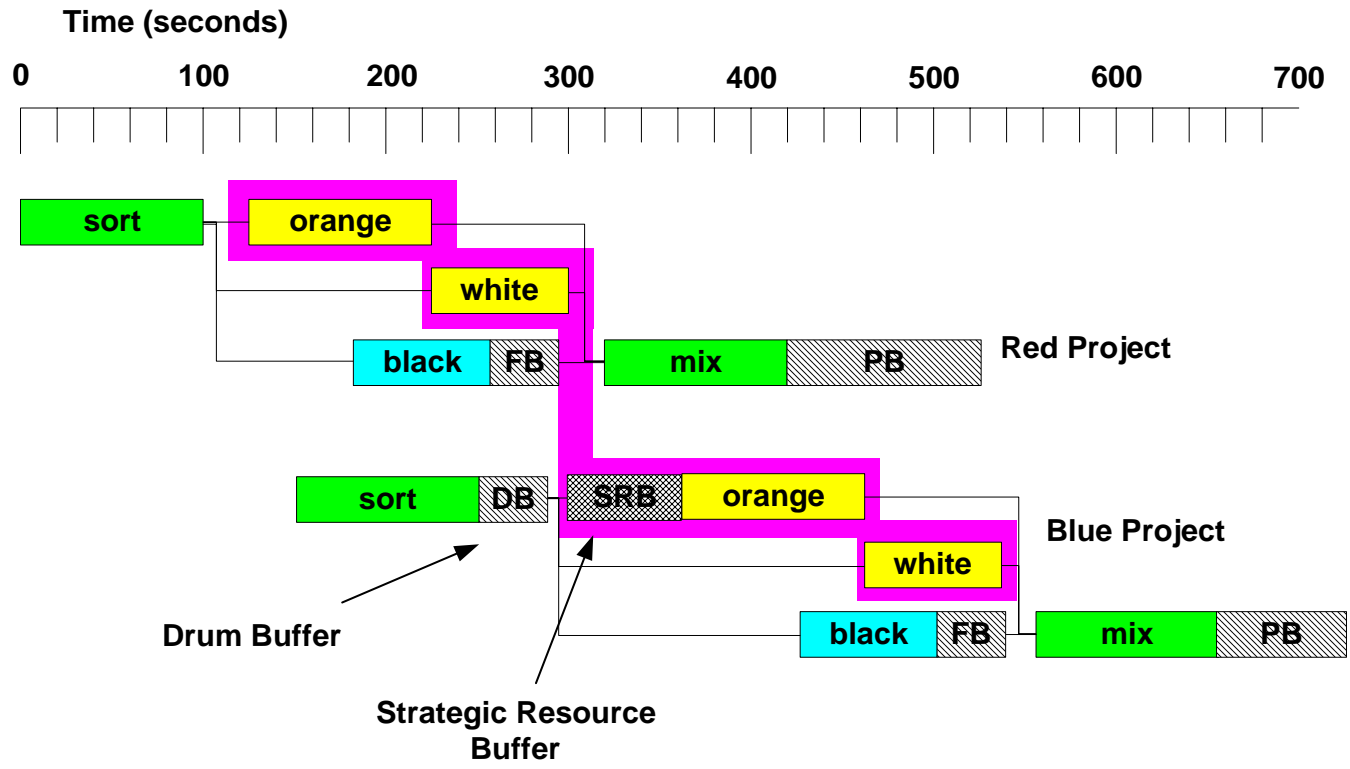 Time (seconds)
0 100 200 300 400 500 600 700
sort orange
white
black FB mix PB Red Project
sort DB SRB orange
Blue Project
white
black FB mix PB
Drum Buffer
Strategic Resource
Buffer